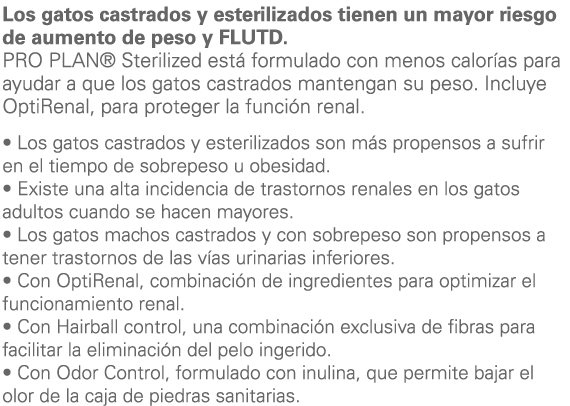 Los gatos castrados y esterilizados tienen un mayor riesgo
de aumento de peso y FLUTD.
PRO PLAN® Sterilized está formulado con menos calorías para
ayudar a que los gatos castrados mantengan su peso. Incluye
OptiRenal, para proteger la función renal.
• Los gatos castrados y esterilizados son más propensos a sufrir
en el tiempo de sobrepeso u obesidad.
• Existe una alta incidencia de trastornos renales en los gatos
adultos cuando se hacen mayores.
• Los gatos machos castrados y con sobrepeso son propensos a
tener trastornos de las vías urinarias inferiores.
• Con OptiRenal, combinación de ingredientes para optimizar el
funcionamiento renal.
• Con Hairball control, una combinación exclusiva de fibras para
facilitar la eliminación del pelo ingerido.
• Con Odor Control, formulado con inulina, que permite bajar el
olor de la caja de piedras sanitarias.